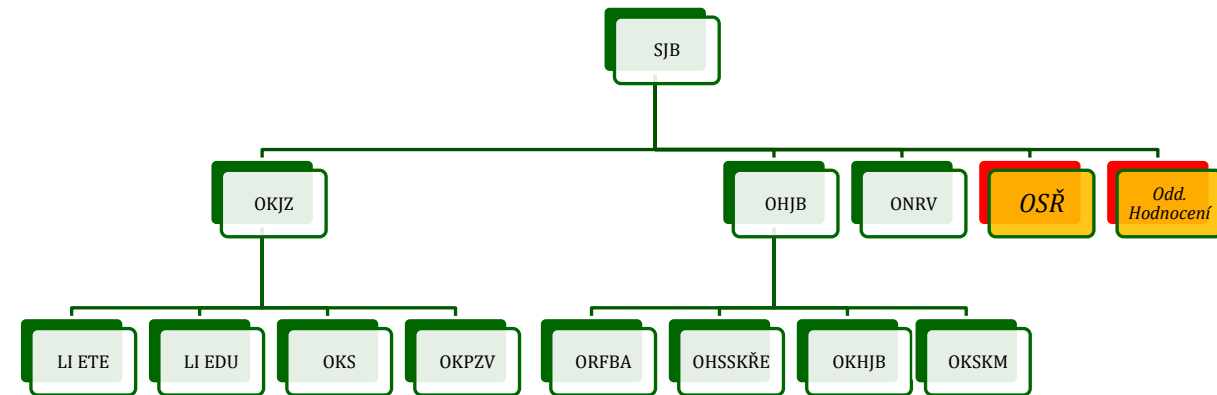 SJB
OKJZ
OHJB
ONRV
OSŘ
Odd.
Hodnocení
LI ETE
LI EDU
OKS
OKPZV
ORFBA
OHSSKŘE
OKHJB
OKSKM